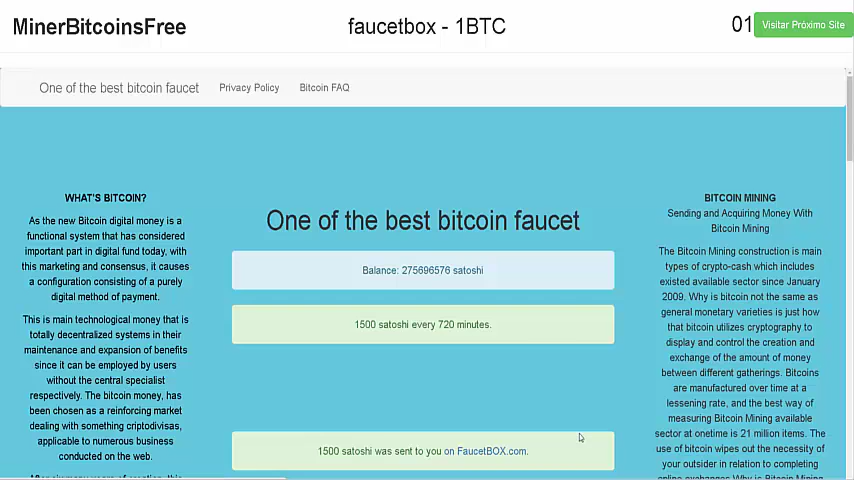 MinerBitcoinsFree
faucetbox - 1BTC
01
Visitar Próximo Site
One of the best bitcoin faucet
Privacy Policy
Bitcoin FAQ
WHAT'S BITCOIN?
As the new Bitcoin digital money is a
functional system that has considered
important part in digital fund today, with
this marketing and consensus, it causes
a configuration consisting of a purely
digital method of payment.
This is main technological money that is
totally decentralized systems in their
maintenance and expansion of benefits
since it can be employed by users
without the central specialist
respectively. The bitcoin money, has
been chosen as a reinforcing market
dealing with something criptodivisas,
applicable to numerous business
conducted on the web.
One of the best bitcoin faucet
Balance: 275696576 satoshi
1500 satoshi every 720 minutes.
1500 satoshi was sent to you on FaucetBOX.com.
BITCOIN MINING
Sending and Acquiring Money With
Bitcoin Mining
The Bitcoin Mining construction is main
types of crypto-cash which includes
existed available sector since January
2009. Why is bitcoin not the same as
general monetary varieties is just how
that bitcoin utilizes cryptography to
display and control the creation and
exchange of the amount of money
between different gatherings. Bitcoins
are manufactured over time at a
lessening rate, and the best way of
measuring Bitcoin Mining available
sector at onetime is 21 million items. The
use of bitcoin wipes out the necessity of
your outsider in relation to completing